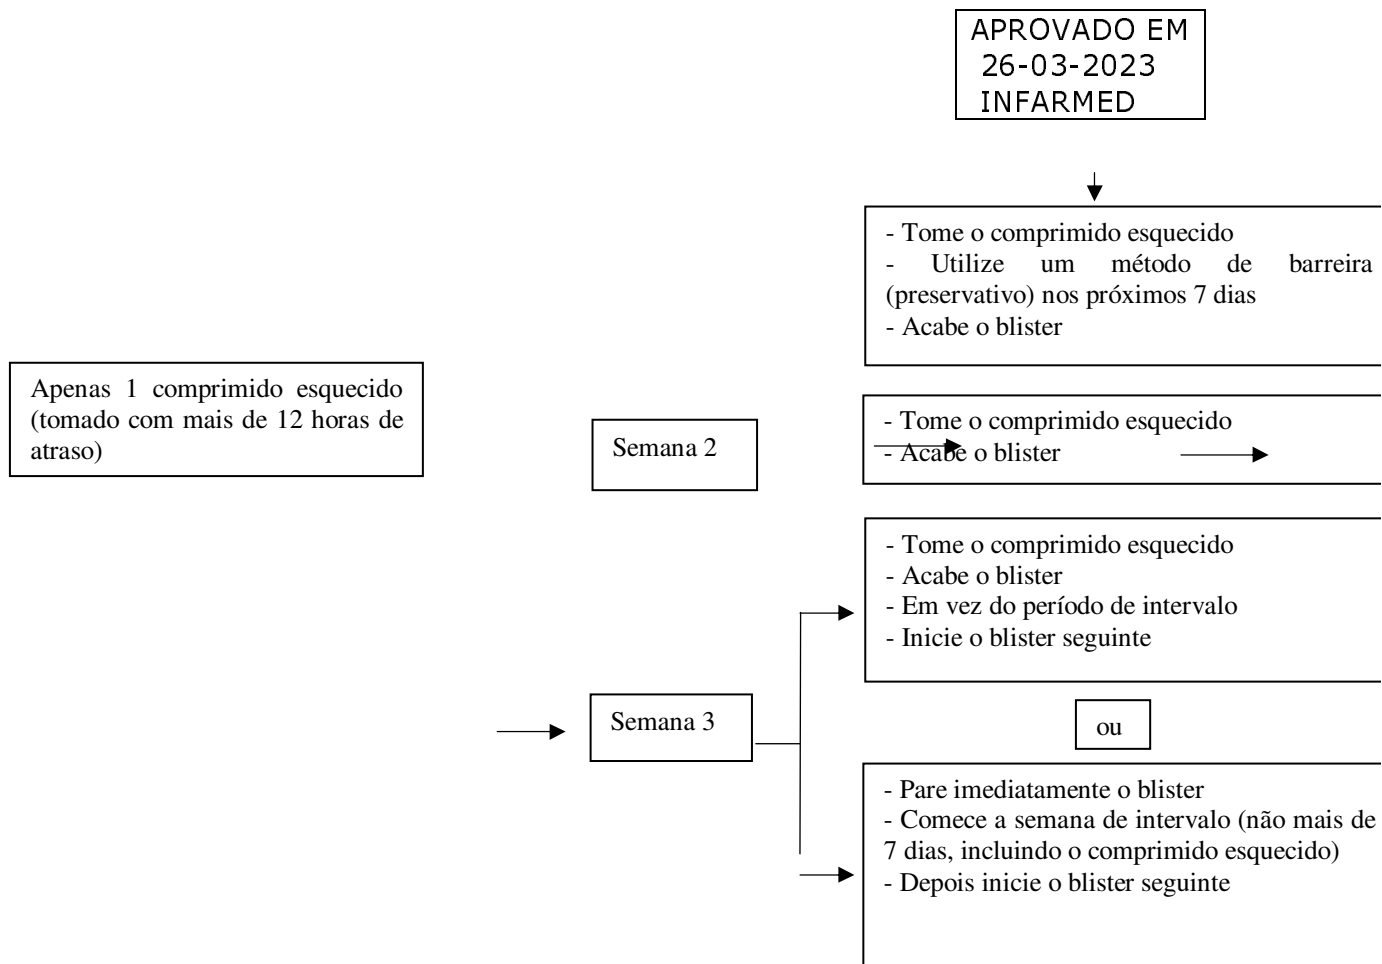 APROVADO EM
26-03-2023
INFARMED
- Tome o comprimido esquecido
- Utilize um método de barreira
(preservativo) nos próximos 7 dias
- Acabe o blister
Apenas 1 comprimido esquecido
(tomado com mais de 12 horas de
atraso)
Semana 2
- Tome o comprimido esquecido
- Acabe o blister
- Tome o comprimido esquecido
- Acabe o blister
- Em vez do período de intervalo
- Inicie o blister seguinte
Semana 3
ou
- Pare imediatamente o blister
- Comece a semana de intervalo (não mais de
7 dias, incluindo o comprimido esquecido)
- Depois inicie o blister seguinte